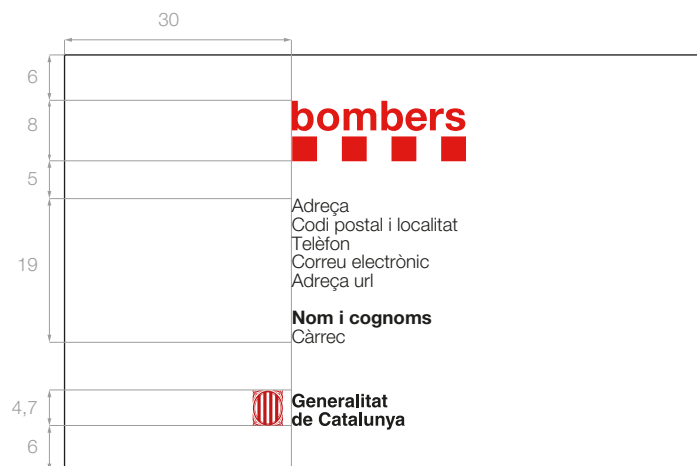 30
6
8
bombers
5
19
Adreça
Codi postal i localitat
Telèfon
Correu electrònic
Adreça url
Nom i cognoms
Càrrec
4,7
Generalitat
de Catalunya
6